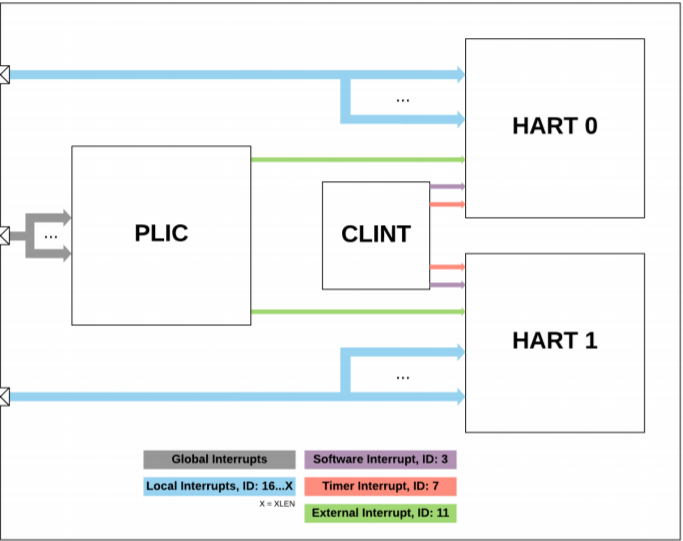 HART 0
...
PLIC
...
CLINT
HART 1
...
Global Interrupts
Software Interrupt, ID: 3
Local Interrupts, ID: 16...X
Timer Interrupt, ID: 7
X = XLEN
External Interrupt, ID: 11